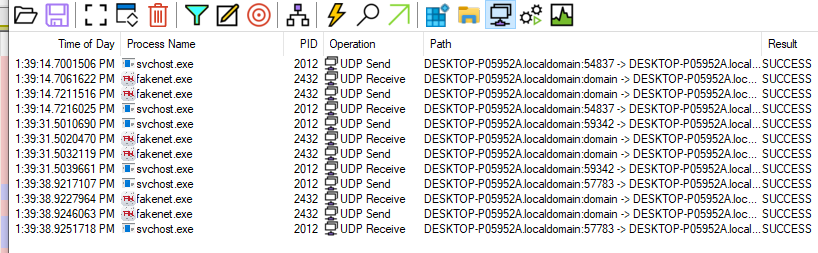 Time of Day Process Name PID Operation Path Result
1:39:14.7001506 PM svchost.exe 2012 UDP Send DESKTOP-P05952A.localdomain:54837 -> DESKTOP-P05952A.local... SUCCESS
1:39:14.7061622 PM fakenet.exe 2432 UDP Receive DESKTOP-P05952A.localdomain:domain -> DESKTOP-P05952A.loc... SUCCESS
1:39:14.7211516 PM fakenet.exe 2432 UDP Send DESKTOP-P05952A.localdomain:domain -> DESKTOP-P05952A.loc... SUCCESS
1:39:14.7216025 PM svchost.exe 2012 UDP Receive DESKTOP-P05952A.localdomain:54837 -> DESKTOP-P05952A.local... SUCCESS
1:39:31.5010690 PM svchost.exe 2012 UDP Send DESKTOP-P05952A.localdomain:59342 -> DESKTOP-P05952A.local... SUCCESS
1:39:31.5020470 PM fakenet.exe 2432 UDP Receive DESKTOP-P05952A.localdomain:domain -> DESKTOP-P05952A.loc... SUCCESS
1:39:31.5032119 PM fakenet.exe 2432 UDP Send DESKTOP-P05952A.localdomain:domain -> DESKTOP-P05952A.loc... SUCCESS
1:39:31.5039661 PM svchost.exe 2012 UDP Receive DESKTOP-P05952A.localdomain:59342 -> DESKTOP-P05952A.local... SUCCESS
1:39:38.9217107 PM svchost.exe 2012 UDP Send DESKTOP-P05952A.localdomain:57783 -> DESKTOP-P05952A.local... SUCCESS
1:39:38.9227964 PM fakenet.exe 2432 UDP Receive DESKTOP-P05952A.localdomain:domain -> DESKTOP-P05952A.loc... SUCCESS
1:39:38.9246063 PM fakenet.exe 2432 UDP Send DESKTOP-P05952A.localdomain:domain -> DESKTOP-P05952A.loc... SUCCESS
1:39:38.9251718 PM svchost.exe 2012 UDP Receive DESKTOP-P05952A.localdomain:57783 -> DESKTOP-P05952A.local... SUCCESS